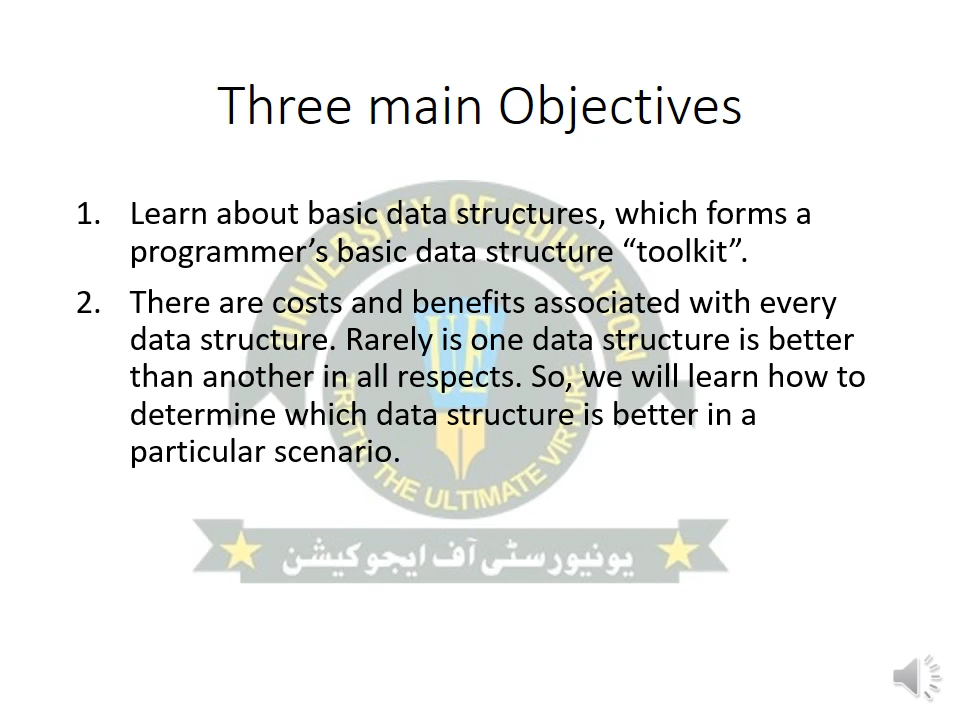 Three main Objectives
1. Learn about basic data structures, which forms a
programmer’s basic data structure “toolkit”.
2. There are costs and benefits associated with every
data structure. Rarely is one data structure is better
than another in all respects. So, we will learn how to
determine which data structure is better in a
particular scenario.
UNIVERSITY OF EDUCATION
UE
TRUTH, THE ULTIMATE VIRTURE
یونیورسٹی آف ایجوکیشن